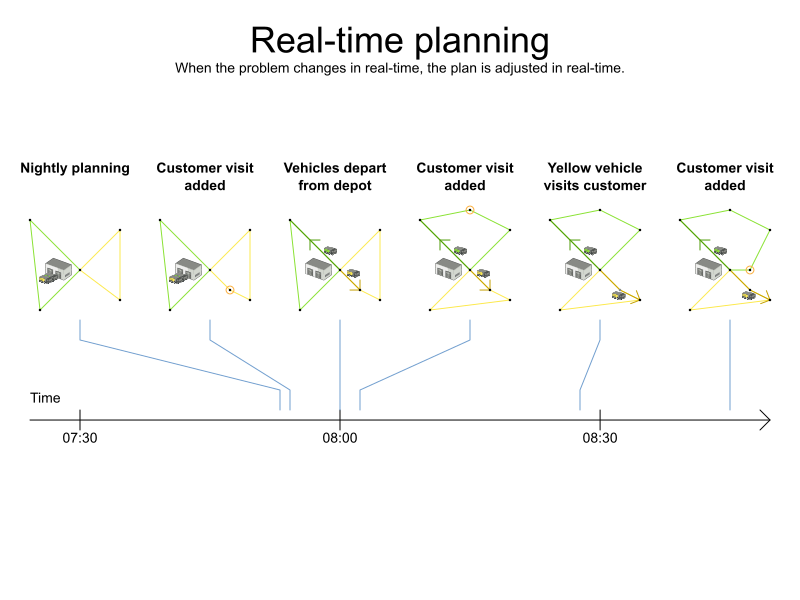 Real-time planning
When the problem changes in real-time, the plan is adjusted in real-time.
Nightly planning
Customer visit
added
Vehicles depart
from depot
Customer visit
added
Yellow vehicle
visits customer
Customer visit
added
Time
07:30
08:00
08:30